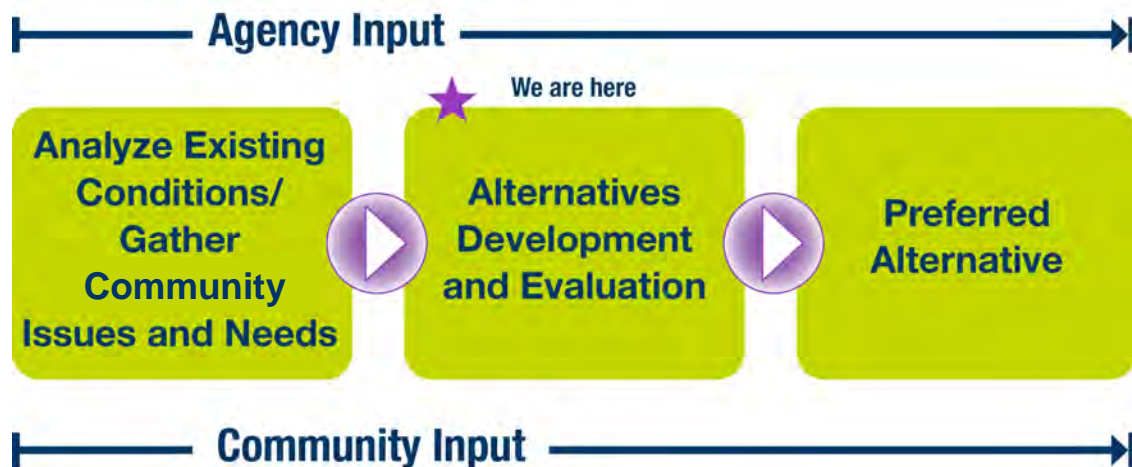 Agency Input
We are here
Analyze Existing
Conditions/
Gather
Community
Issues and Needs
Alternatives
Development
and Evaluation
Preferred
Alternative
Community Input